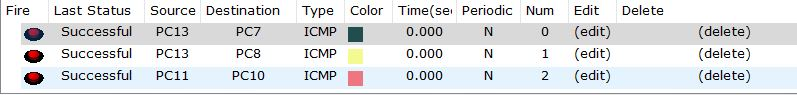 Fire Last Status Source Destination Type Color Time(sec Periodic Num Edit Delete
Successful PC13 PC7 ICMP 0.000 N 0 (edit) (delete)
Successful PC13 PC8 ICMP 0.000 N 1 (edit) (delete)
Successful PC11 PC10 ICMP 0.000 N 2 (edit) (delete)